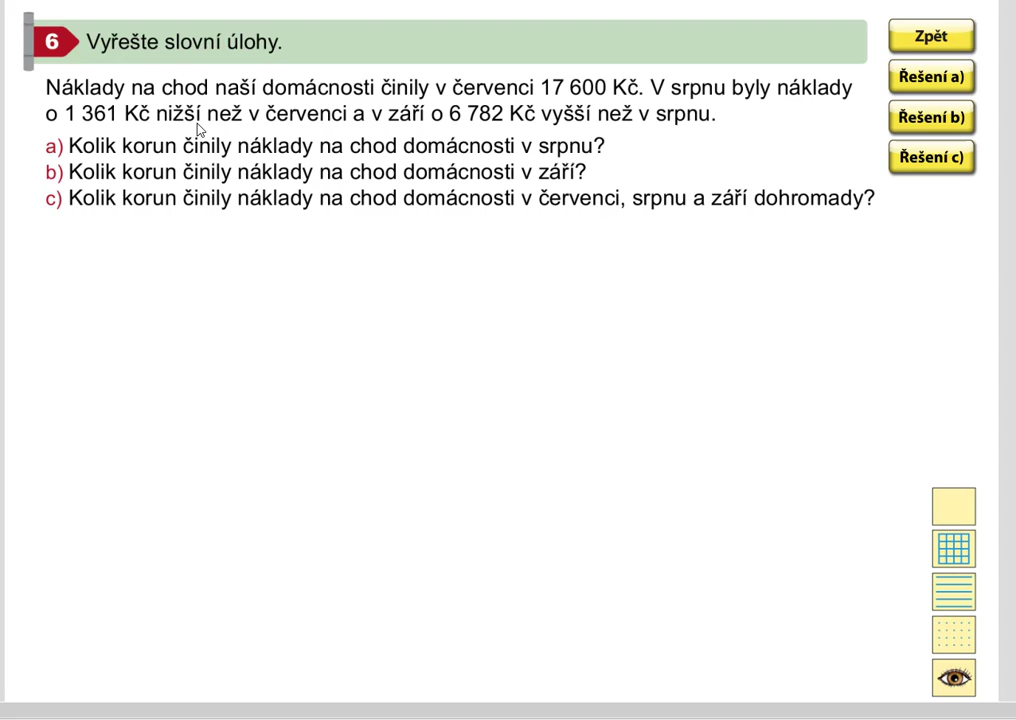 6 Vyřešte slovní úlohy.
Zpět
Náklady na chod naší domácnosti činily v červenci 17 600 Kč. V srpnu byly náklady
o 1 361 Kč nižší než v červenci a v září o 6 782 Kč vyšší než v srpnu.
a) Kolik korun činily náklady na chod domácnosti v srpnu?
b) Kolik korun činily náklady na chod domácnosti v září?
c) Kolik korun činily náklady na chod domácnosti v červenci, srpnu a září dohromady?
Řešení a)
Řešení b)
Řešení c)